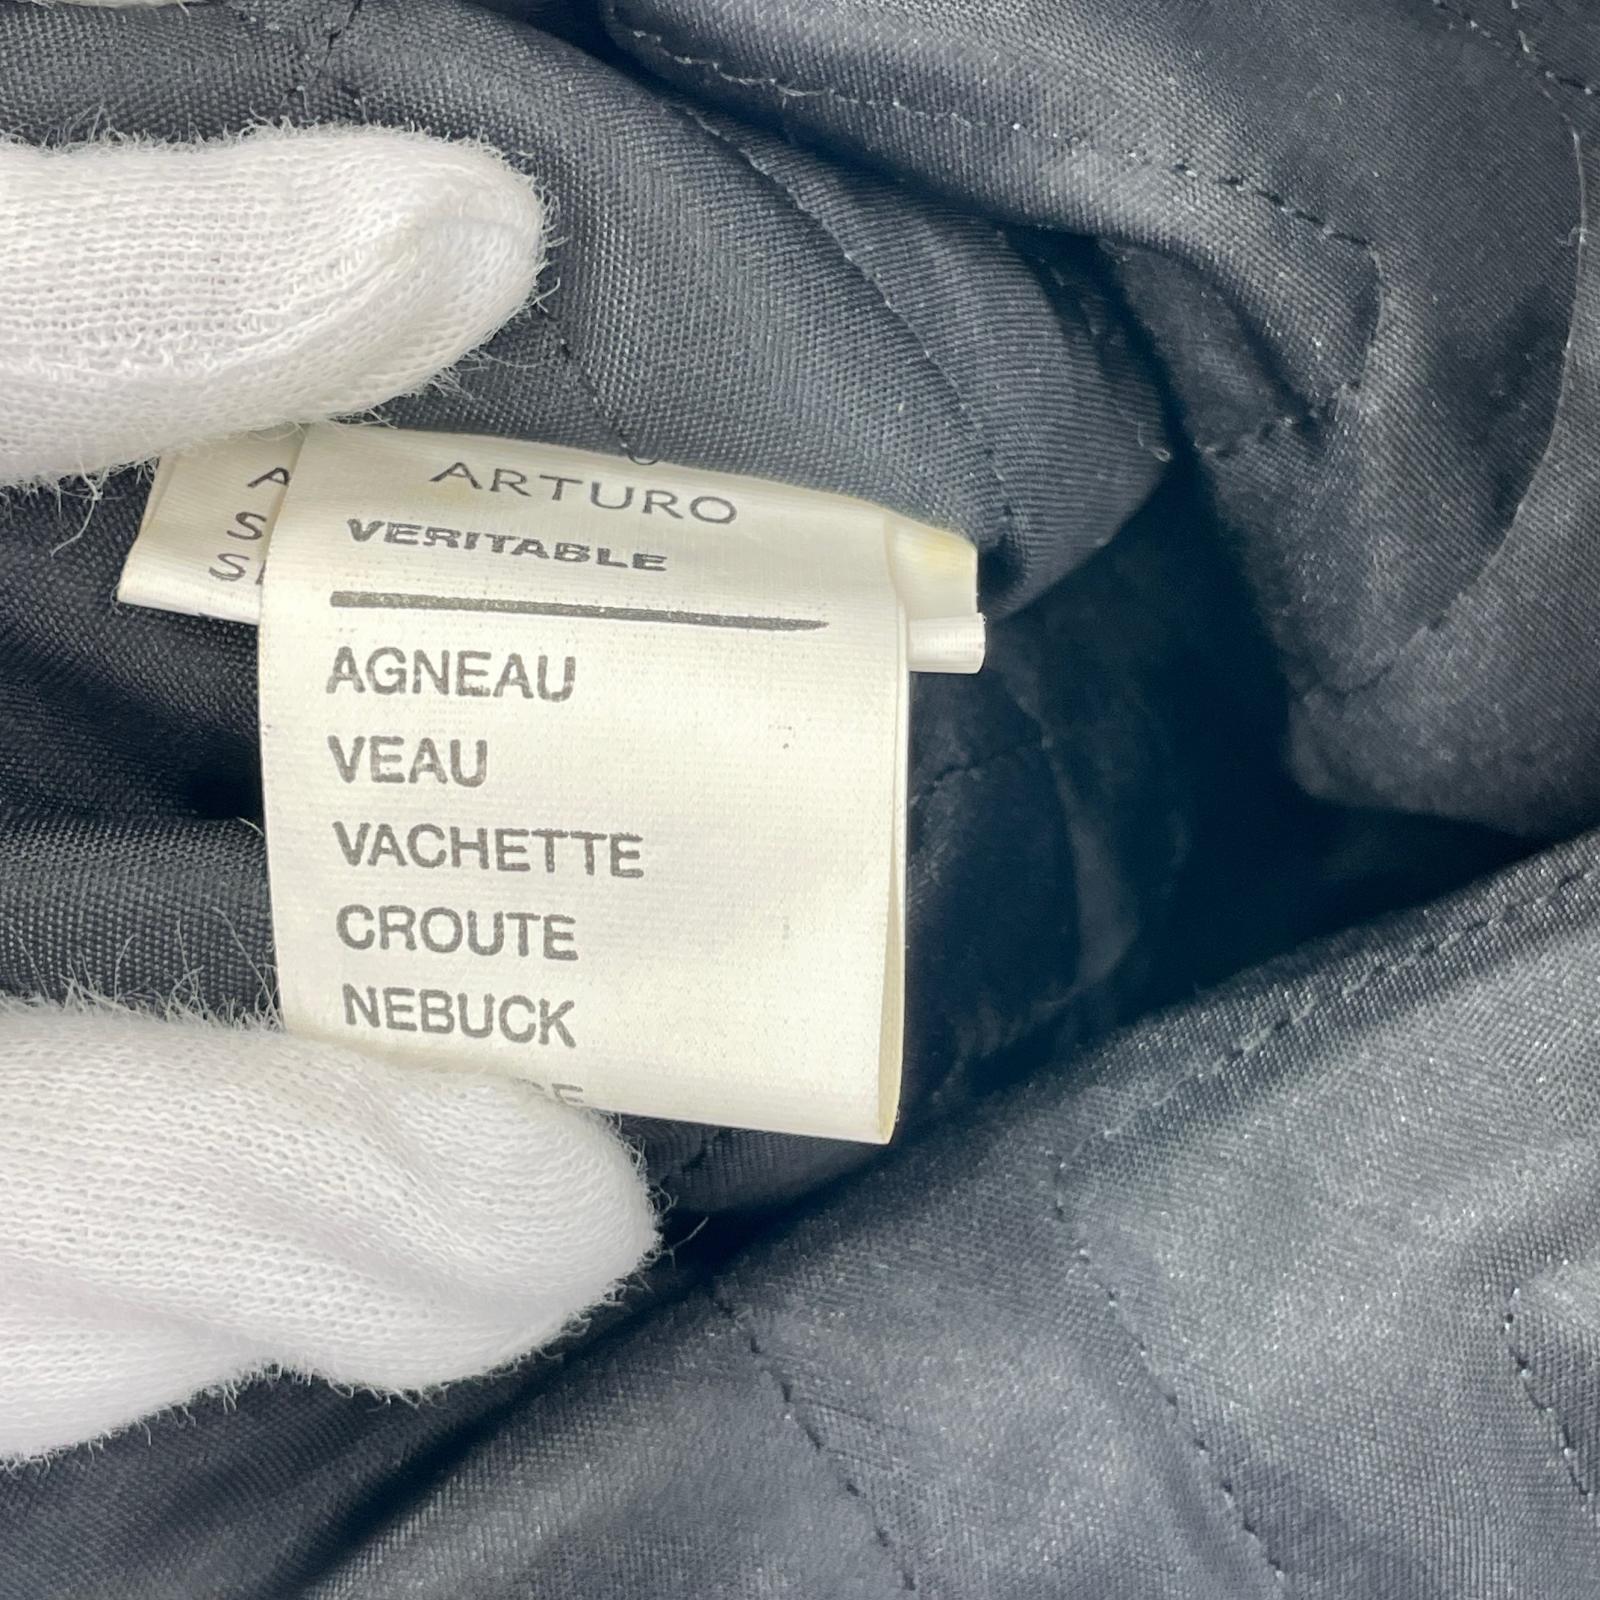 ARTURO
VERITABLE
AGNEAU
VEAU
VACHETTE
CROUTE
NEBUCK